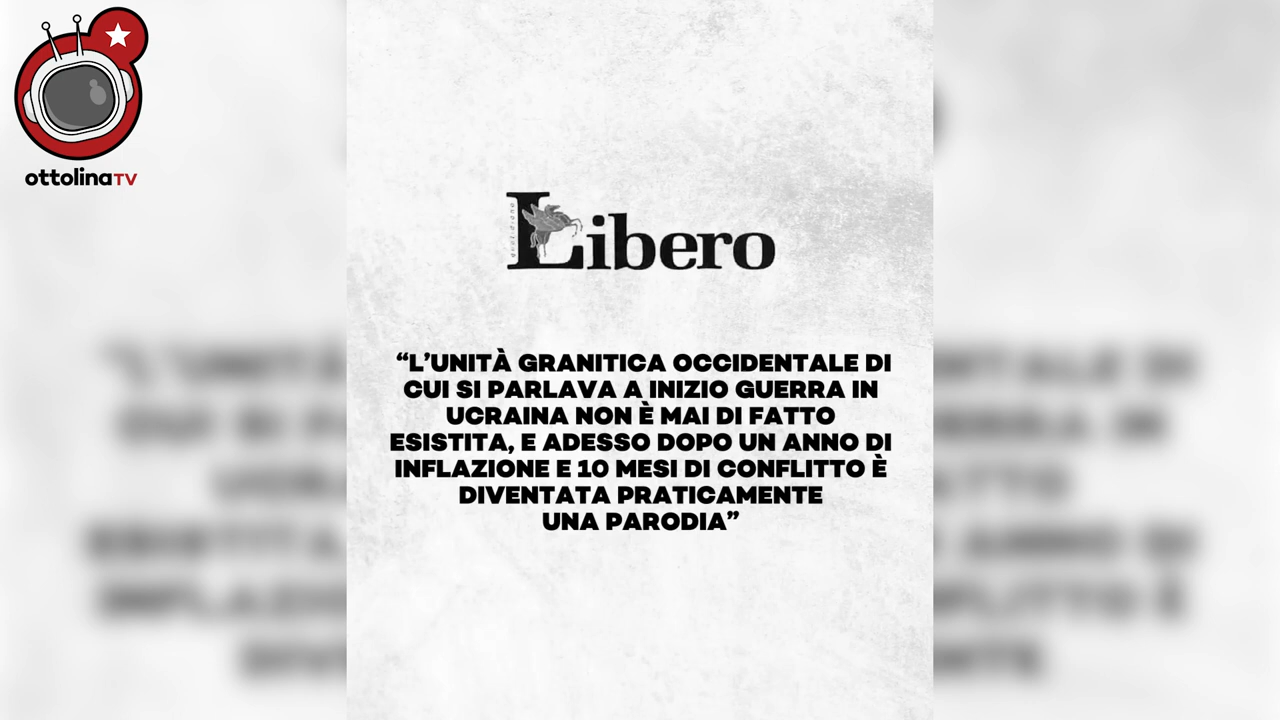 ottolinaTV
quotidiano
Libero
“L’UNITÀ GRANITICA OCCIDENTALE DI
CUI SI PARLAVA A INIZIO GUERRA IN
UCRAINA NON È MAI DI FATTO
ESISTITA, E ADESSO DOPO UN ANNO DI
INFLAZIONE E 10 MESI DI CONFLITTO È
DIVENTATA PRATICAMENTE
UNA PARODIA”